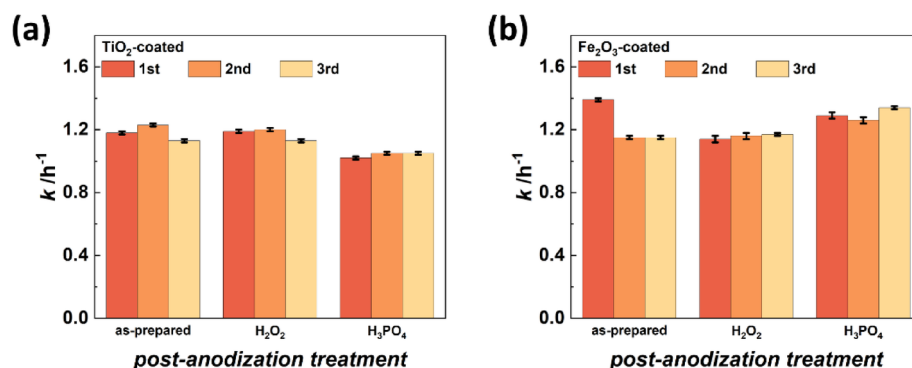 (a)
TiO₂-coated
1st 2nd 3rd
1.6
1.2
0.8
0.4
0.0
k /h⁻¹
as-prepared H₂O₂ H₃PO₄
post-anodization treatment
(b)
Fe₂O₃-coated
1st 2nd 3rd
1.6
1.2
0.8
0.4
0.0
k /h⁻¹
as-prepared H₂O₂ H₃PO₄
post-anodization treatment